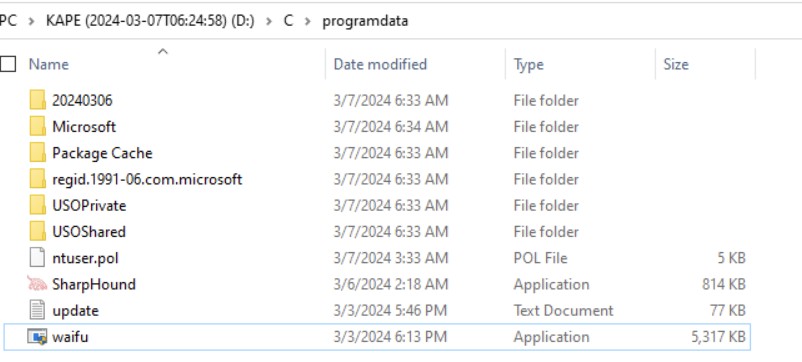 PC > KAPE (2024-03-07T06:24:58) (D:) > C > programdata
Name Date modified Type Size
20240306 3/7/2024 6:33 AM File folder
Microsoft 3/7/2024 6:34 AM File folder
Package Cache 3/7/2024 6:33 AM File folder
regid.1991-06.com.microsoft 3/7/2024 6:33 AM File folder
USOPrivate 3/7/2024 6:33 AM File folder
USOShared 3/7/2024 6:33 AM File folder
ntuser.pol 3/7/2024 3:33 AM POL File 5 KB
SharpHound 3/6/2024 2:18 AM Application 814 KB
update 3/3/2024 5:46 PM Text Document 77 KB
waifu 3/3/2024 6:13 PM Application 5,317 KB